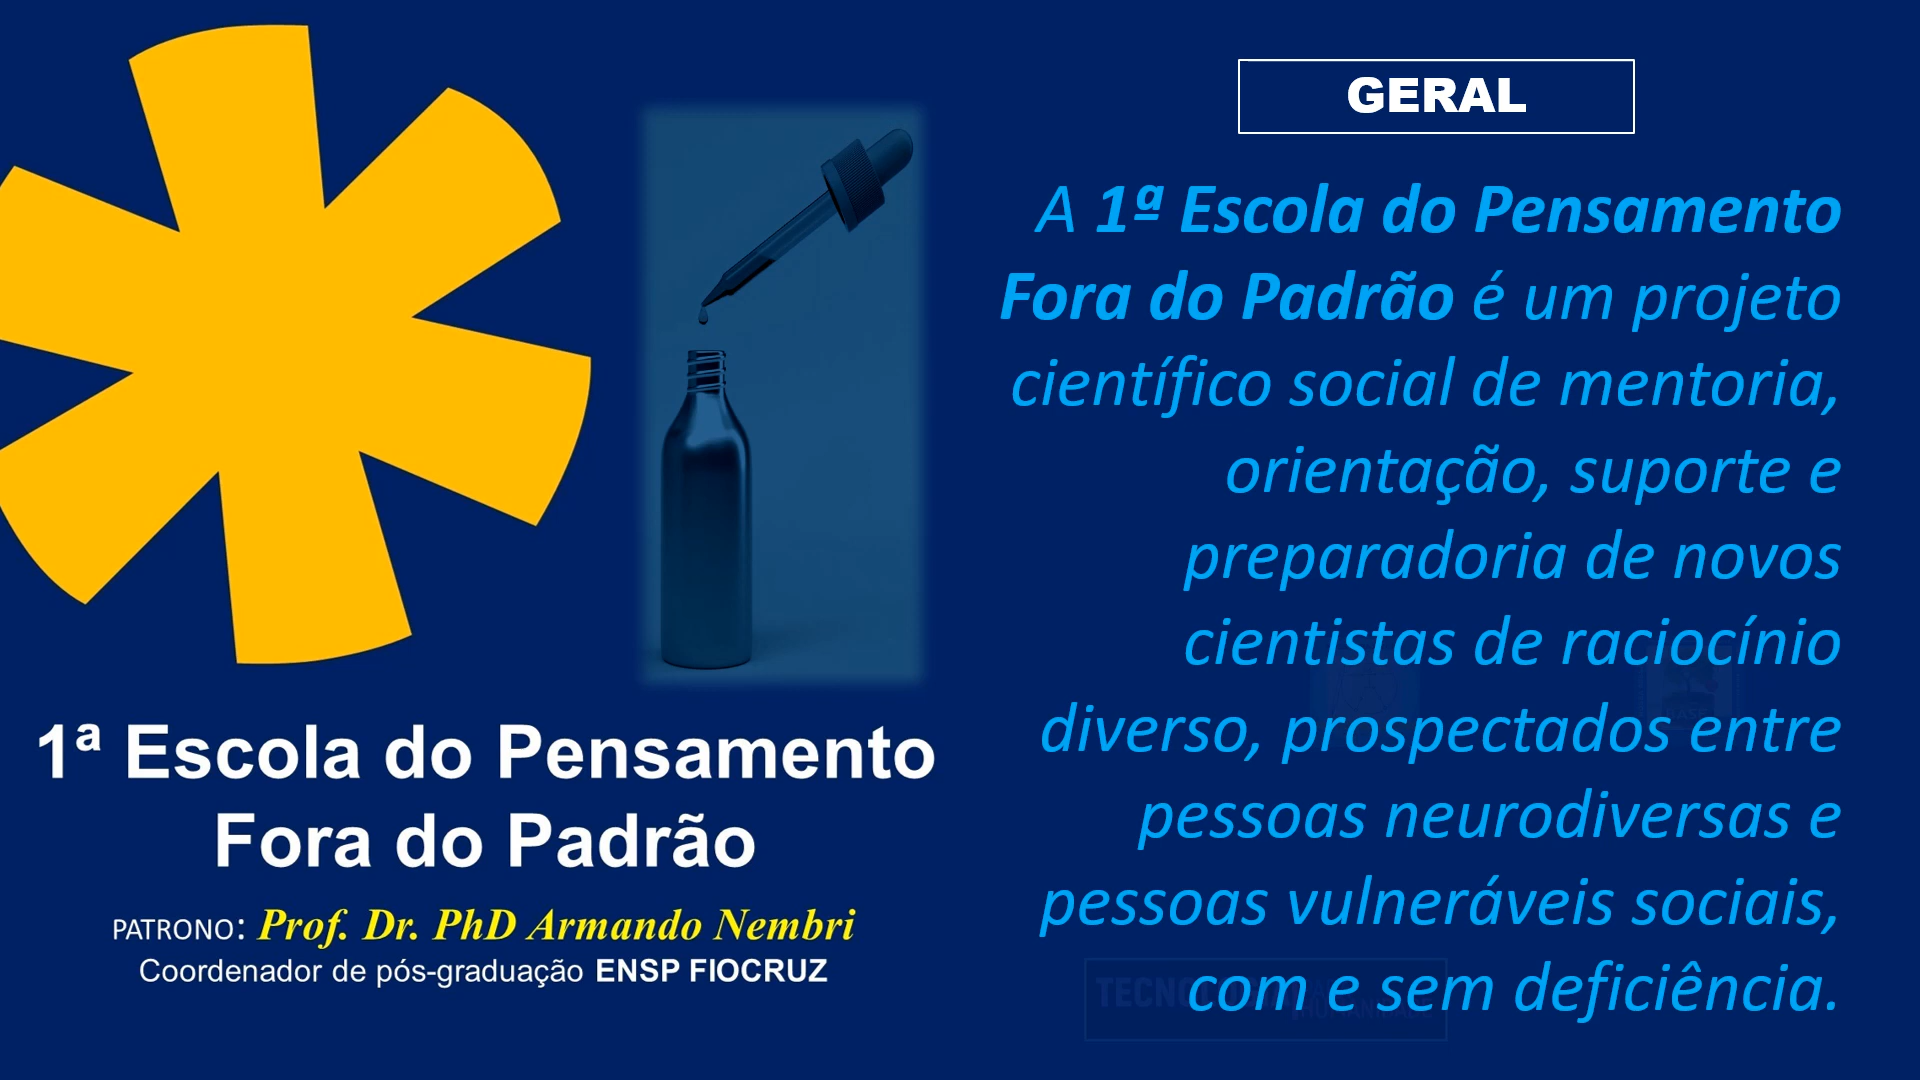 GERAL
A 1ª Escola do Pensamento
Fora do Padrão é um projeto
científico social de mentoria,
orientação, suporte e
preparadoria de novos
cientistas de raciocínio
diverso, prospectados entre
pessoas neurodiversas e
pessoas vulneráveis sociais,
com e sem deficiência.
1ª Escola do Pensamento
Fora do Padrão
PATRONO: Prof. Dr. PhD Armando Nembri
Coordenador de pós-graduação ENSP FIOCRUZ